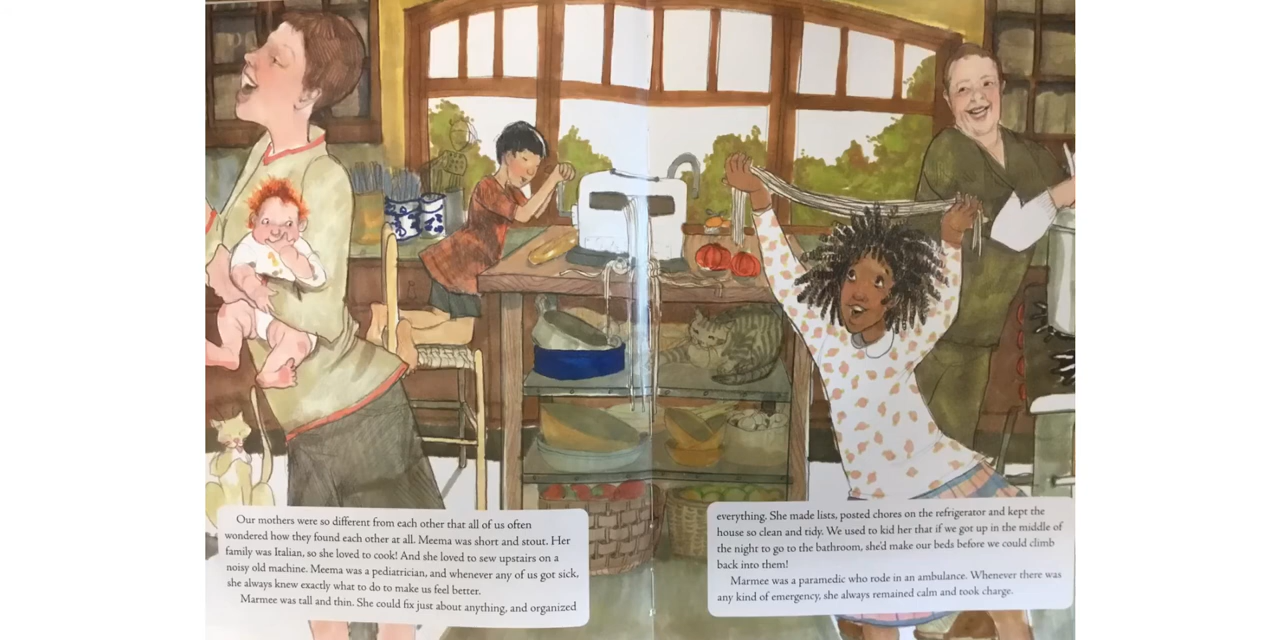 Our mothers were so different from each other that all of us often
wondered how they found each other at all. Meema was short and stout. Her
family was Italian, so she loved to cook! And she loved to sew upstairs on a
noisy old machine. Meema was a pediatrician, and whenever any of us got sick,
she always knew exactly what to do to make us feel better.
Marmee was tall and thin. She could fix just about anything, and organized
everything. She made lists, posted chores on the refrigerator and kept the
house so clean and tidy. We used to kid her that if we got up in the middle of
the night to go to the bathroom, she'd make our beds before we could climb
back into them!
Marmee was a paramedic who rode in an ambulance. Whenever there was
any kind of emergency, she always remained calm and took charge.